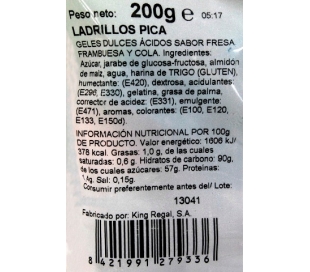 Peso neto: 200g e 05:17
LADRILLOS PICA
GELES DULCES ÁCIDOS SABOR FRESA
FRAMBUESA Y COLA. Ingredientes:
Azúcar, jarabe de glucosa-fructosa, almidón
de maíz, agua, harina de TRIGO (GLUTEN),
humectante: (E420), dextrosa, acidulantes:
(E296, E330), gelatina, grasa de palma,
corrector de acidez: (E331), emulgente:
(E471), aromas, colorantes: (E100, E120,
E133, E150d).
INFORMACIÓN NUTRICIONAL POR 100g
DE PRODUCTO. Valor energético: 1606 kJ/
378 kcal. Grasas: 1,0 g, de las cuales
saturadas: 0,6 g. Hidratos de carbono: 90g,
de los cuales azúcares: 57g. Proteinas:
g. Sal: 0,15g.
Consumir preferentemente antes del/ Lote:
13041
Fabricado por: King Regal, S.A.
8 421991 279336